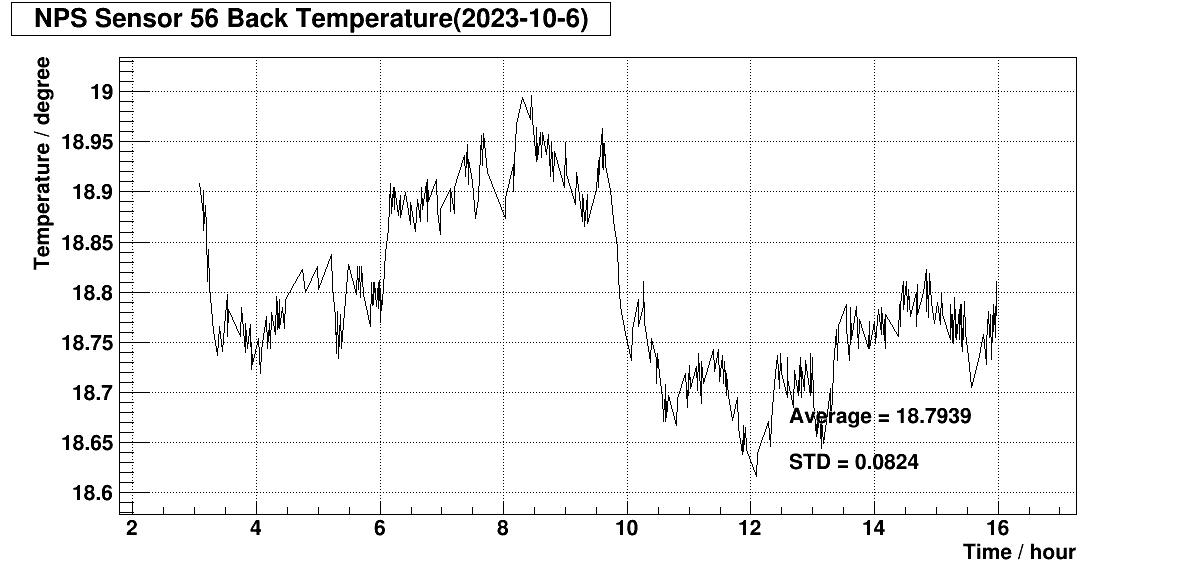 NPS Sensor 56 Back Temperature(2023-10-6)
Temperature / degree
19
18.95
18.9
18.85
18.8
18.75
18.7
18.65
18.6
Average = 18.7939
STD = 0.0824
2 4 6 8 10 12 14 16
Time / hour